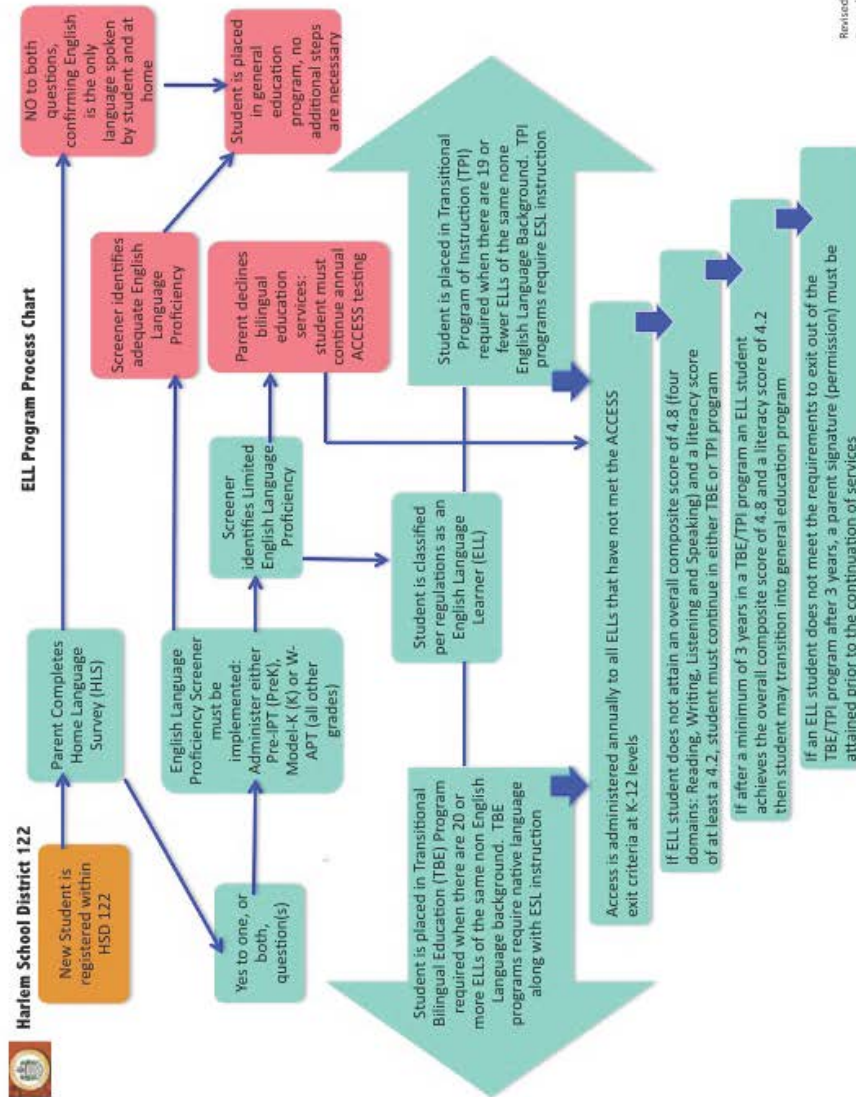 Harlem School District 122
ELL Program Process Chart
New Student is
registered within
HSD 122
Parent Completes
Home Language
Survey (HLS)
NO to both
questions,
confirming English
is the only
language spoken
by student and at
home
Yes to one, or
both,
question(s)
English Language
Proficiency Screener
must be
implemented:
Administer either
Pre-IPT (PreK),
Model-K (K) or W-
APT (all other
grades)
Screener identifies
adequate English
Language
Proficiency
Student is placed
in general
education
program, no
additional steps
are necessary
Screener
identifies Limited
English Language
Proficiency
Parent declines
bilingual
education
services:
student must
continue annual
ACCESS testing
Student is classified
per regulations as an
English Language
Learner (ELL)
Student is placed in Transitional
Bilingual Education (TBE) Program
required when there are 20 or
more ELLs of the same non English
Language background. TBE
programs require native language
along with ESL instruction
Student is placed in Transitional
Program of Instruction (TPI)
required when there are 19 or
fewer ELLs of the same none
English Language Background. TPI
programs require ESL instruction
Access is administered annually to all ELLs that have not met the ACCESS
exit criteria at K-12 levels
If ELL student does not attain an overall composite score of 4.8 (four
domains: Reading, Writing, Listening and Speaking) and a literacy score
of at least a 4.2, student must continue in either TBE or TPI program
If after a minimum of 3 years in a TBE/TPI program an ELL student
achieves the overall composite score of 4.8 and a literacy score of 4.2
then student may transition into general education program
If an ELL student does not meet the requirements to exit out of the
TBE/TPI program after 3 years, a parent signature (permission) must be
attained prior to the continuation of services
Revised